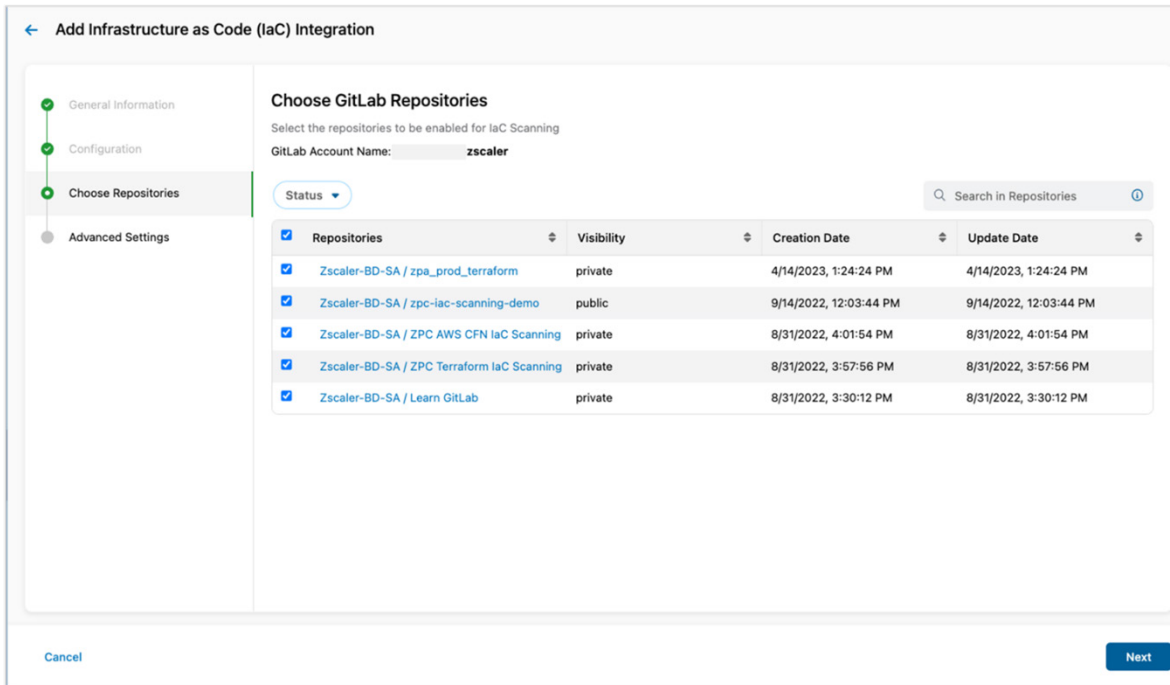 Add Infrastructure as Code (IaC) Integration
General Information
Configuration
Choose Repositories
Advanced Settings
Choose GitLab Repositories
Select the repositories to be enabled for IaC Scanning
GitLab Account Name: zscaler
Status
Search in Repositories
Repositories Visibility Creation Date Update Date
Zscaler-BD-SA / zpa_prod_terraform private 4/14/2023, 1:24:24 PM 4/14/2023, 1:24:24 PM
Zscaler-BD-SA / zpc-iac-scanning-demo public 9/14/2022, 12:03:44 PM 9/14/2022, 12:03:44 PM
Zscaler-BD-SA / ZPC AWS CFN IaC Scanning private 8/31/2022, 4:01:54 PM 8/31/2022, 4:01:54 PM
Zscaler-BD-SA / ZPC Terraform IaC Scanning private 8/31/2022, 3:57:56 PM 8/31/2022, 3:57:56 PM
Zscaler-BD-SA / Learn GitLab private 8/31/2022, 3:30:12 PM 8/31/2022, 3:30:12 PM
Cancel
Next